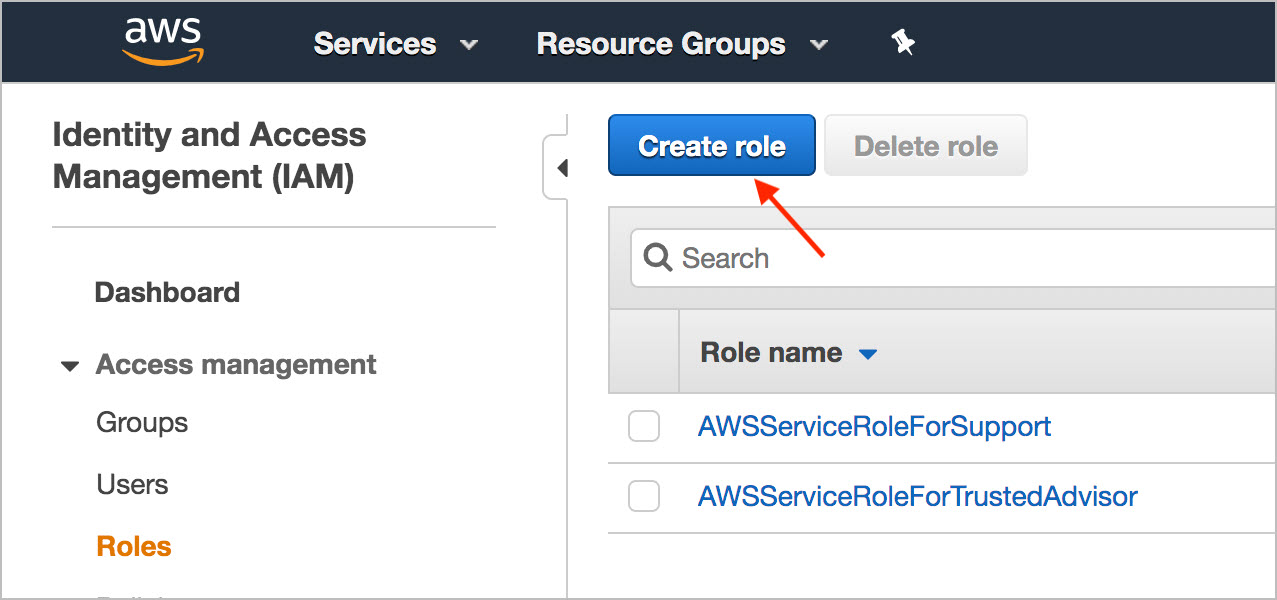 aws
Services
Resource Groups
Identity and Access
Management (IAM)
Dashboard
Access management
Groups
Users
Roles
Create role
Delete role
Search
Role name
AWSServiceRoleForSupport
AWSServiceRoleForTrustedAdvisor